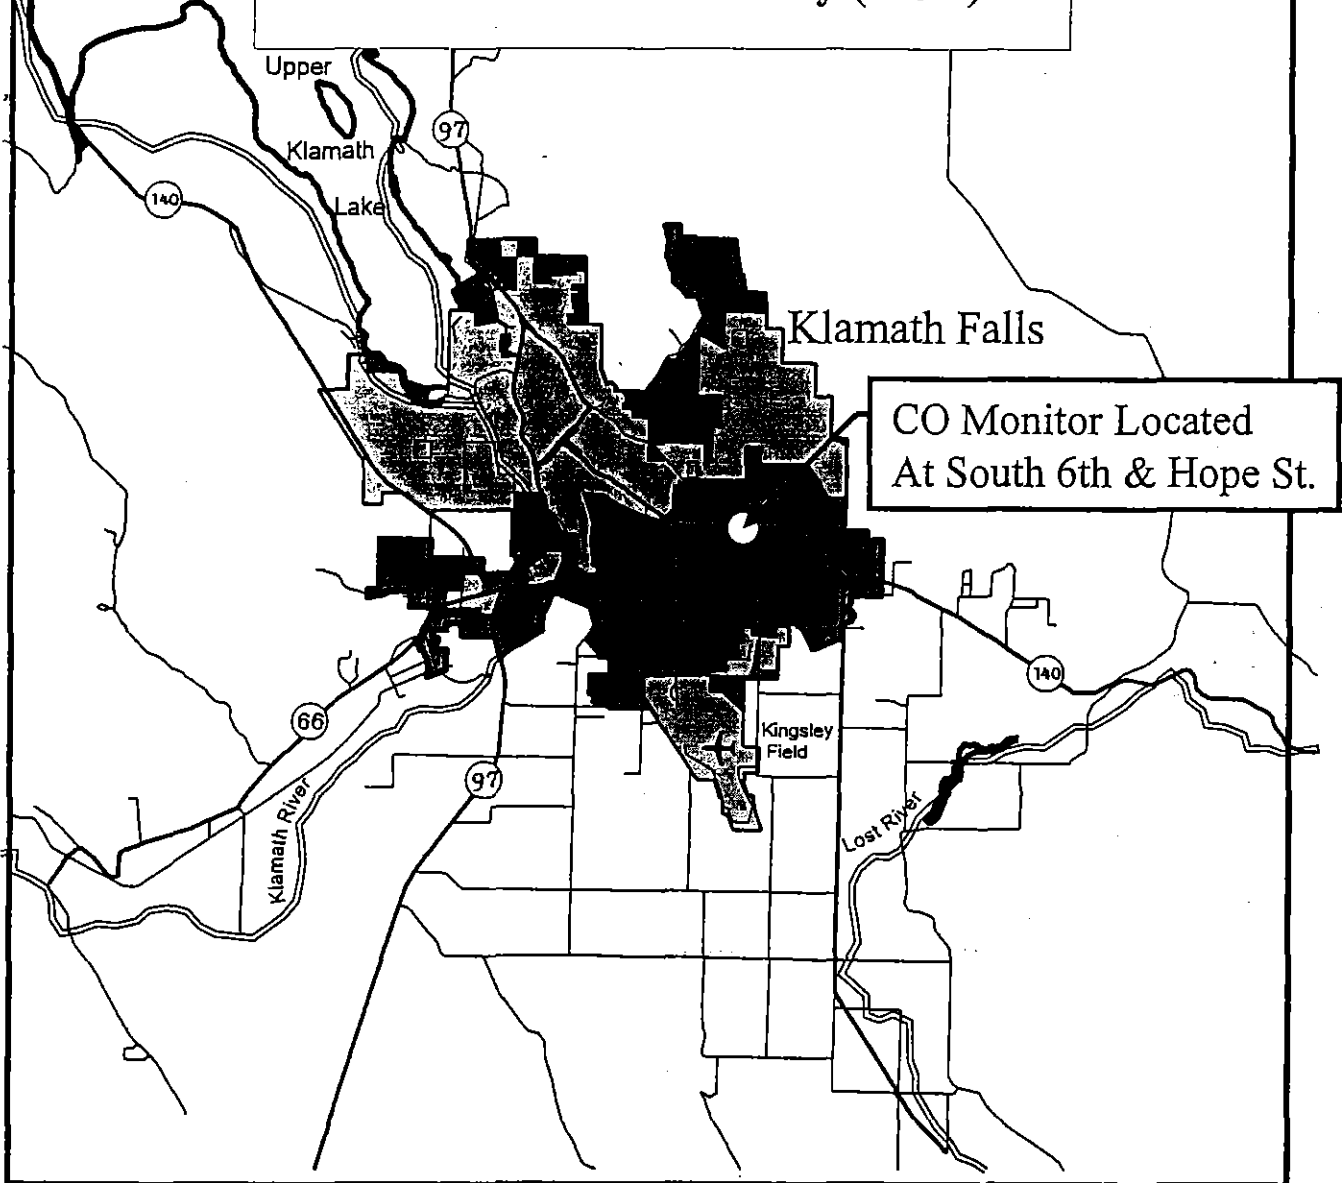 Upper
97
Klamath
140
Lake
Klamath Falls
CO Monitor Located
At South 6th & Hope St.
140
66
Kingsley
Field
97
Klamath River
Lost River